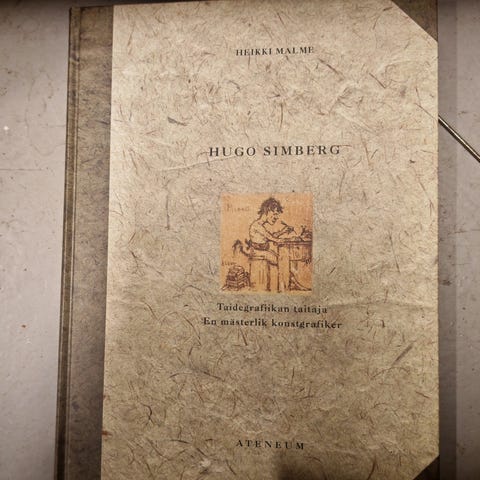 HEIKKI MALME
HUGO SIMBERG
Taidegrafiikan taitaja
En mästerlik konstgrafiker
ATENEUM